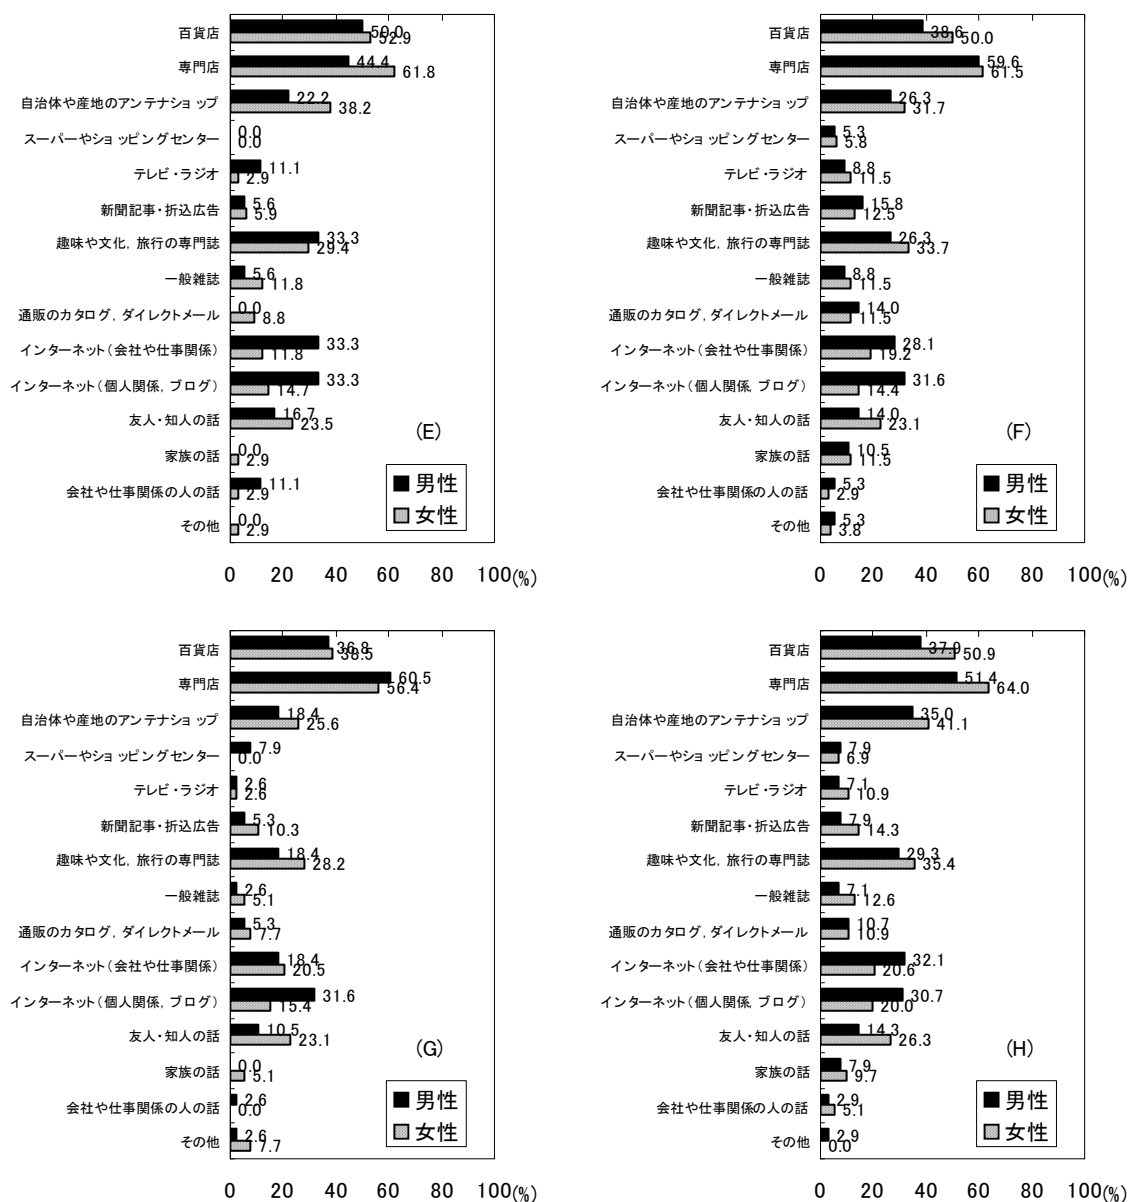 百貨店 50.0 52.9
専門店 44.4 61.8
自治体や産地のアンテナショップ 22.2 38.2
スーパーやショッピングセンター 0.0 0.0
テレビ・ラジオ 11.1 2.9
新聞記事・折込広告 5.6 5.9
趣味や文化, 旅行の専門誌 33.3 29.4
一般雑誌 5.6 11.8
通販のカタログ, ダイレクトメール 0.0 8.8
インターネット(会社や仕事関係) 33.3 11.8
インターネット(個人関係, ブログ) 33.3 14.7
友人・知人の話 16.7 23.5
(E)
家族の話 0.0 2.9
会社や仕事関係の人の話 11.1 2.9
その他 0.0 2.9
男性
女性
0 20 40 60 80 100(%)
百貨店 38.6 50.0
専門店 59.6 61.5
自治体や産地のアンテナショップ 26.3 31.7
スーパーやショッピングセンター 5.3 5.8
テレビ・ラジオ 8.8 11.5
新聞記事・折込広告 15.8 12.5
趣味や文化, 旅行の専門誌 26.3 33.7
一般雑誌 8.8 11.5
通販のカタログ, ダイレクトメール 14.0 11.5
インターネット(会社や仕事関係) 28.1 19.2
インターネット(個人関係, ブログ) 31.6 14.4
友人・知人の話 14.0 23.1
(F)
家族の話 10.5 11.5
会社や仕事関係の人の話 5.3 2.9
その他 5.3 3.8
男性
女性
0 20 40 60 80 100(%)
百貨店 36.8 38.5
専門店 60.5 56.4
自治体や産地のアンテナショップ 18.4 25.6
スーパーやショッピングセンター 7.9 0.0
テレビ・ラジオ 2.6 2.6
新聞記事・折込広告 5.3 10.3
趣味や文化, 旅行の専門誌 18.4 28.2
一般雑誌 2.6 5.1
通販のカタログ, ダイレクトメール 5.3 7.7
インターネット(会社や仕事関係) 18.4 20.5
インターネット(個人関係, ブログ) 31.6 15.4
友人・知人の話 10.5 23.1
(G)
家族の話 0.0 5.1
会社や仕事関係の人の話 2.6 0.0
その他 2.6 7.7
男性
女性
0 20 40 60 80 100(%)
百貨店 37.9 50.9
専門店 51.4 64.0
自治体や産地のアンテナショップ 35.0 41.1
スーパーやショッピングセンター 7.9 6.9
テレビ・ラジオ 7.1 10.9
新聞記事・折込広告 7.9 14.3
趣味や文化, 旅行の専門誌 29.3 35.4
一般雑誌 7.1 12.6
通販のカタログ, ダイレクトメール 10.7 10.9
インターネット(会社や仕事関係) 32.1 20.6
インターネット(個人関係, ブログ) 30.7 20.0
友人・知人の話 14.3 26.3
(H)
家族の話 7.9 9.7
会社や仕事関係の人の話 2.9 5.1
その他 2.9 0.0
男性
女性
0 20 40 60 80 100(%)